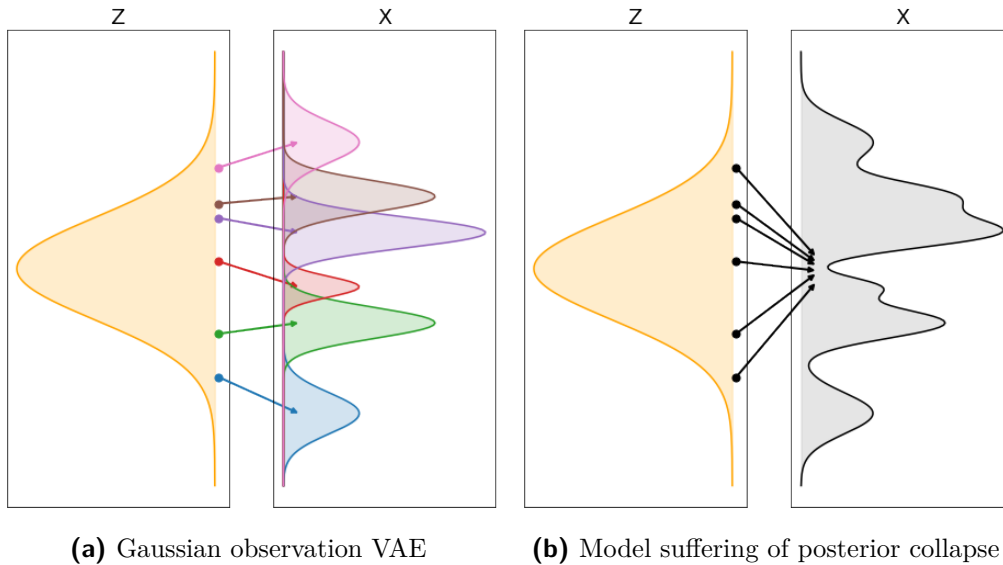 Z
X
Z
X
(a) Gaussian observation VAE
(b) Model suffering of posterior collapse